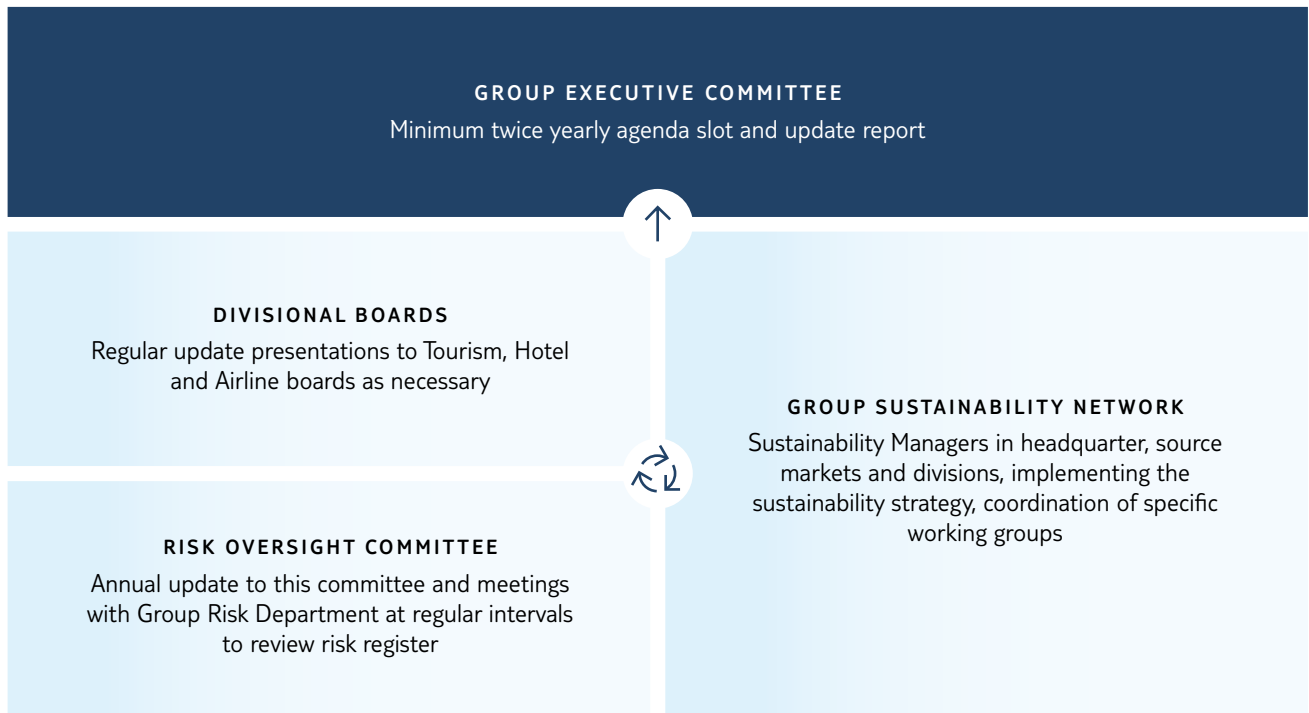 GROUP EXECUTIVE COMMITTEE
Minimum twice yearly agenda slot and update report
DIVISIONAL BOARDS
Regular update presentations to Tourism, Hotel
and Airline boards as necessary
RISK OVERSIGHT COMMITTEE
Annual update to this committee and meetings
with Group Risk Department at regular intervals
to review risk register
GROUP SUSTAINABILITY NETWORK
Sustainability Managers in headquarter, source
markets and divisions, implementing the
sustainability strategy, coordination of specific
working groups